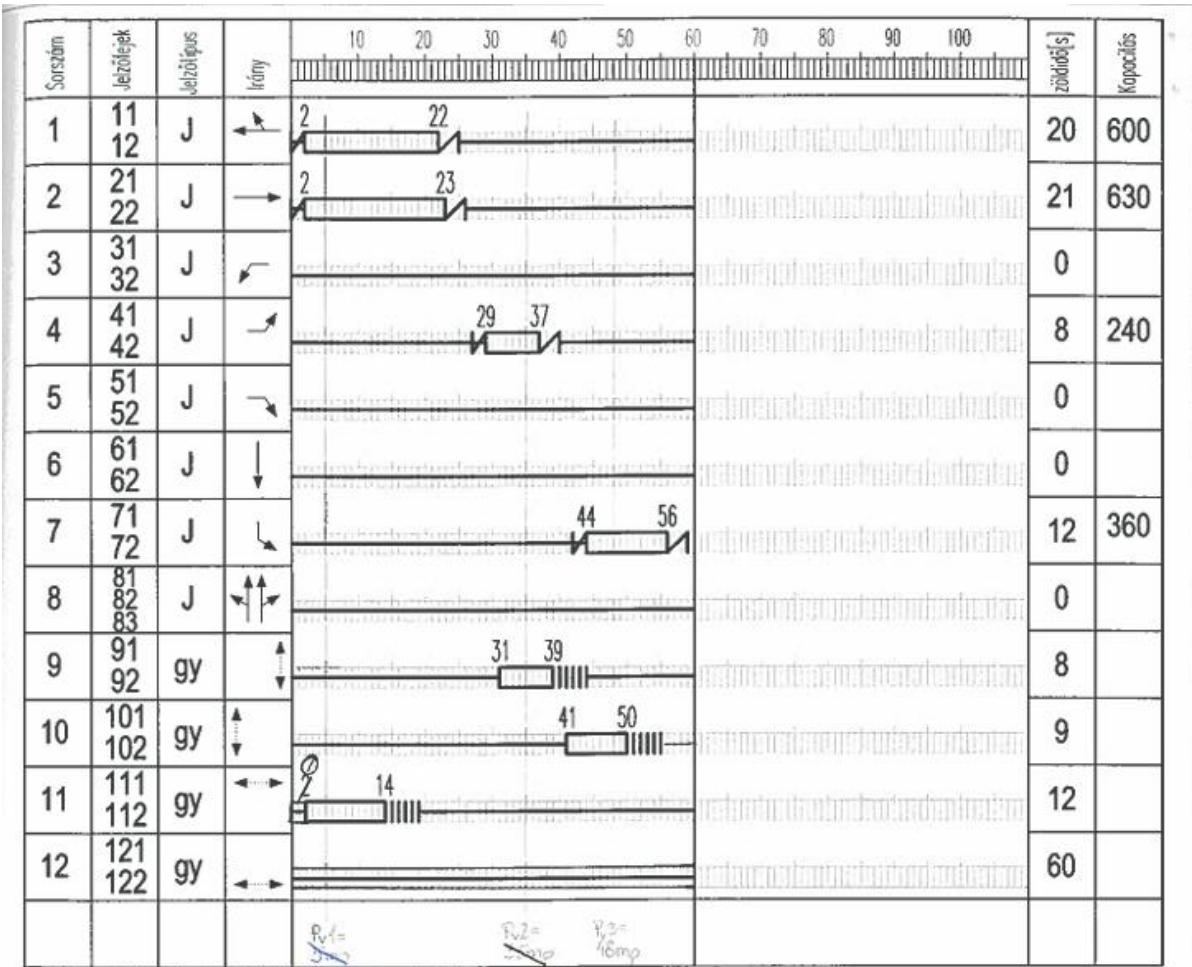 Sorszám Jelzőfejek Jelzőtípus Irány 10 20 30 40 50 60 70 80 90 100 zöldidő[s] Kapacitás
1 11 12 J 2 22 20 600
2 21 22 J 2 23 21 630
3 31 32 J 0
4 41 42 J 29 37 8 240
5 51 52 J 0
6 61 62 J 0
7 71 72 J 44 56 12 360
8 81 82 83 J 0
9 91 92 gy 31 39 8
10 101 102 gy 41 50 9
11 111 112 gy 2 14 12
12 121 122 gy 60
Pv1= Pv2= Pv3=
48mp